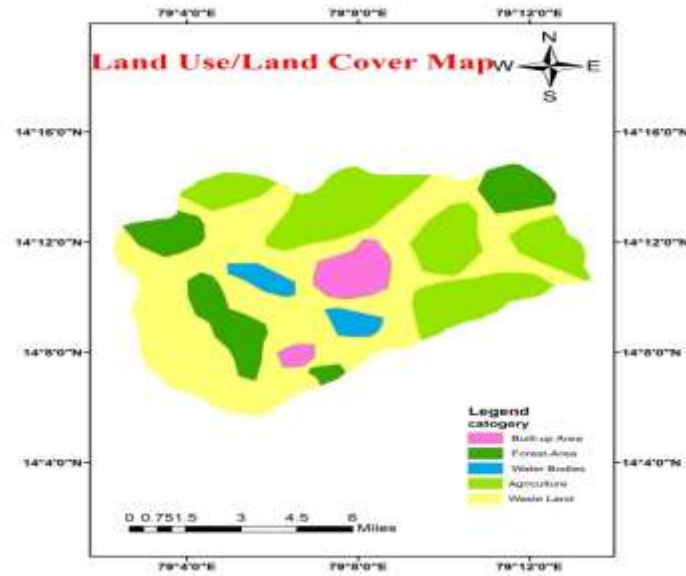 79°4'0"E 79°8'0"E 79°12'0"E
Land Use/Land Cover Map
N
W E
S
14°16'0"N 14°16'0"N
14°12'0"N 14°12'0"N
14°8'0"N 14°8'0"N
14°4'0"N 14°4'0"N
Legend
catogery
Built-up Area
Forest-Area
Water Bodies
Agriculture
Waste Land
0 0.751.5 3 4.5 6
Miles
79°4'0"E 79°8'0"E 79°12'0"E